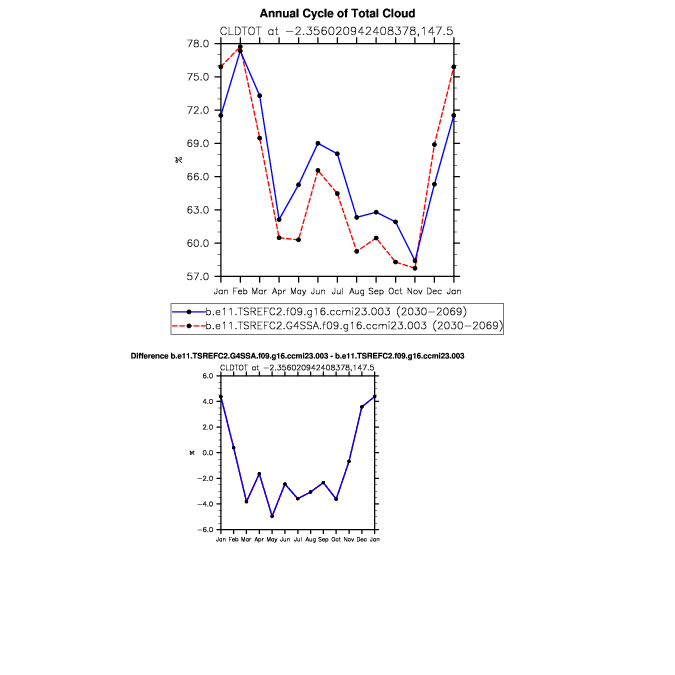 Annual Cycle of Total Cloud
CLDTOT at −2.356020942408378,147.5
78.0
75.0
72.0
69.0
66.0
63.0
60.0
57.0
%
Jan Feb Mar Apr May Jun Jul Aug Sep Oct Nov Dec Jan
b.e11.TSREFC2.f09.g16.ccmi23.003 (2030−2069)
b.e11.TSREFC2.G4SSA.f09.g16.ccmi23.003 (2030−2069)
Difference b.e11.TSREFC2.G4SSA.f09.g16.ccmi23.003 - b.e11.TSREFC2.f09.g16.ccmi23.003
CLDTOT at −2.356020942408378,147.5
6.0
4.0
2.0
0.0
−2.0
−4.0
−6.0
%
Jan Feb Mar Apr May Jun Jul Aug Sep Oct Nov Dec Jan